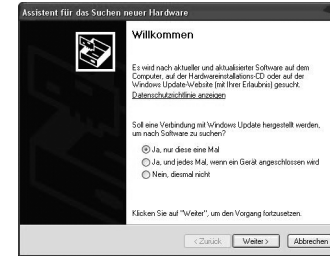 Assistent für das Suchen neuer Hardware
Willkommen
Es wird nach aktueller und aktualisierter Software auf dem
Computer, auf der Hardwareinstallations-CD oder auf der
Windows Update-Website (mit Ihrer Erlaubnis) gesucht.
Datenschutzrichtlinie anzeigen
Soll eine Verbindung mit Windows Update hergestellt werden,
um nach Software zu suchen?
Ja, nur diese eine Mal
Ja, und jedes Mal, wenn ein Gerät angeschlossen wird
Nein, diesmal nicht
Klicken Sie auf "Weiter", um den Vorgang fortzusetzen.
< Zurück Weiter > Abbrechen